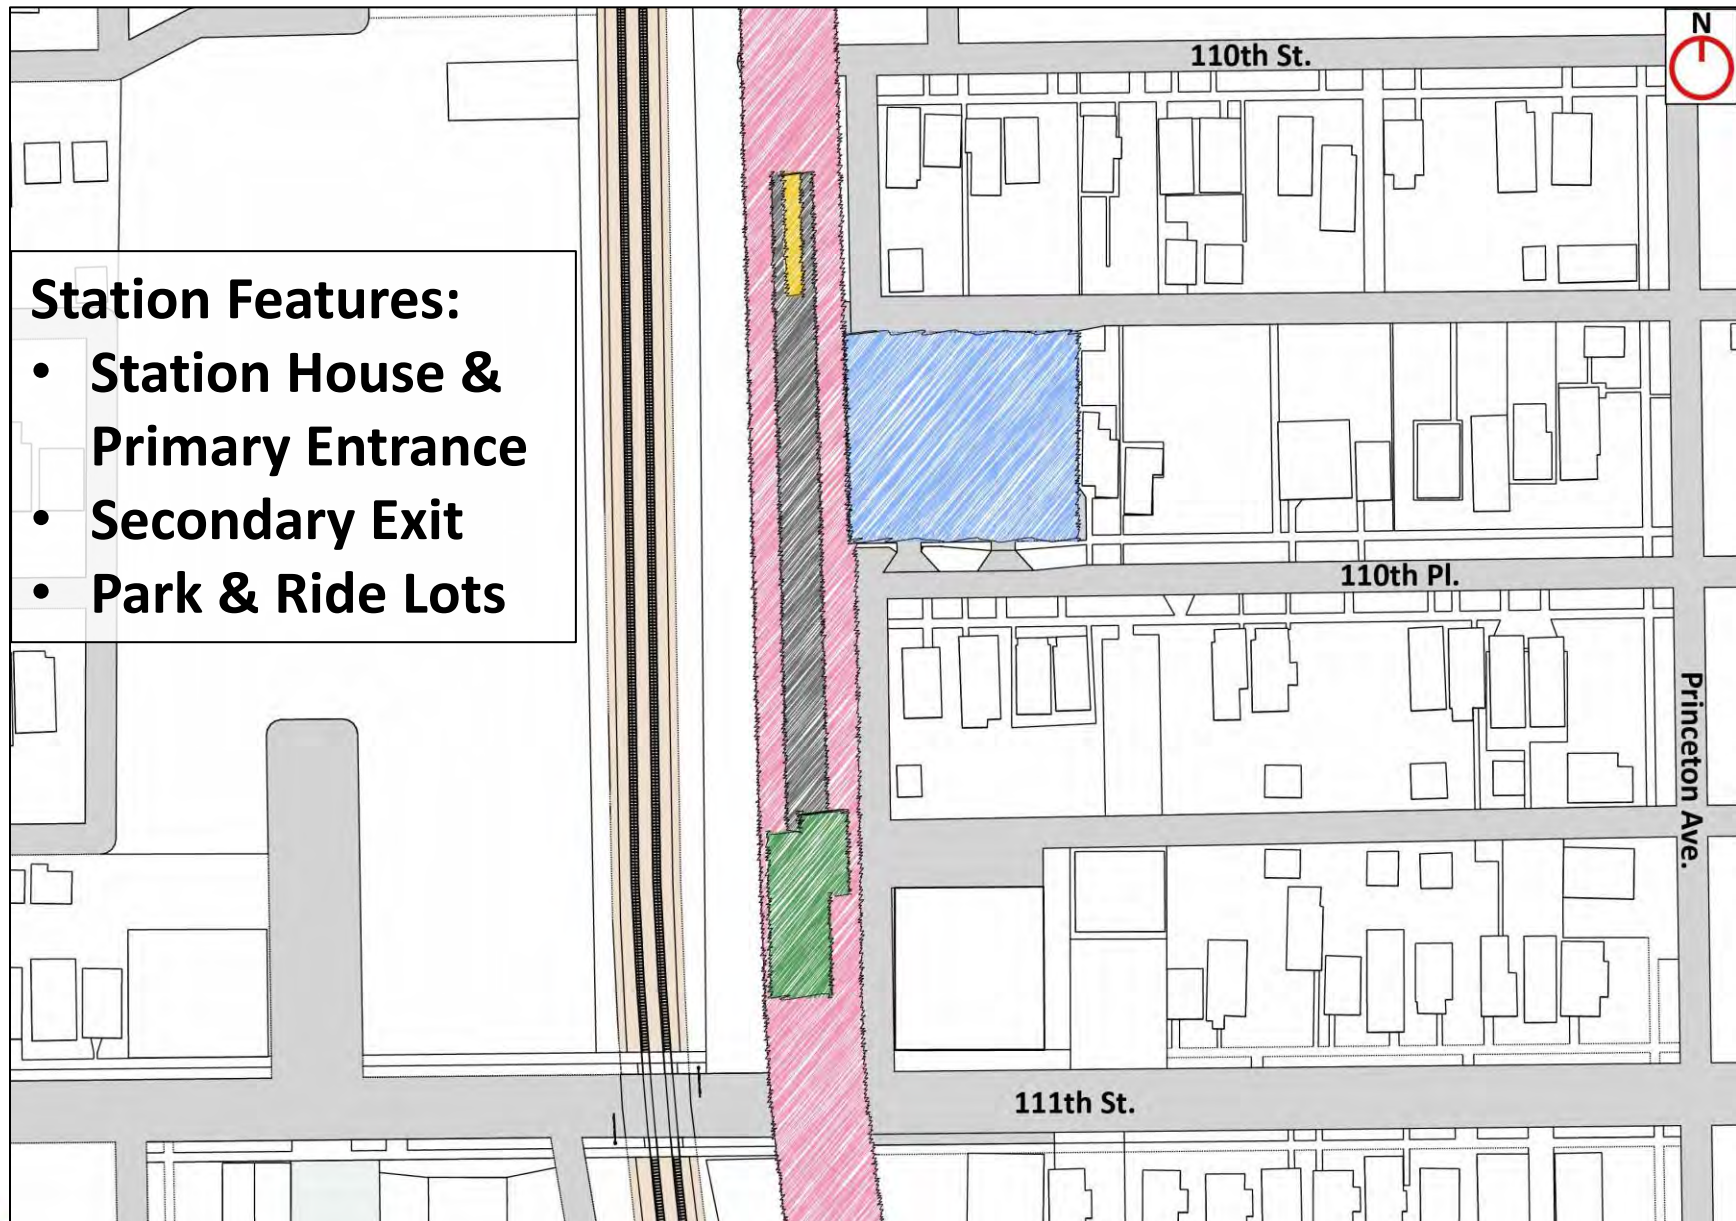 N
110th St.
Station Features:
• Station House &
Primary Entrance
• Secondary Exit
• Park & Ride Lots
110th Pl.
Princeton Ave.
111th St.